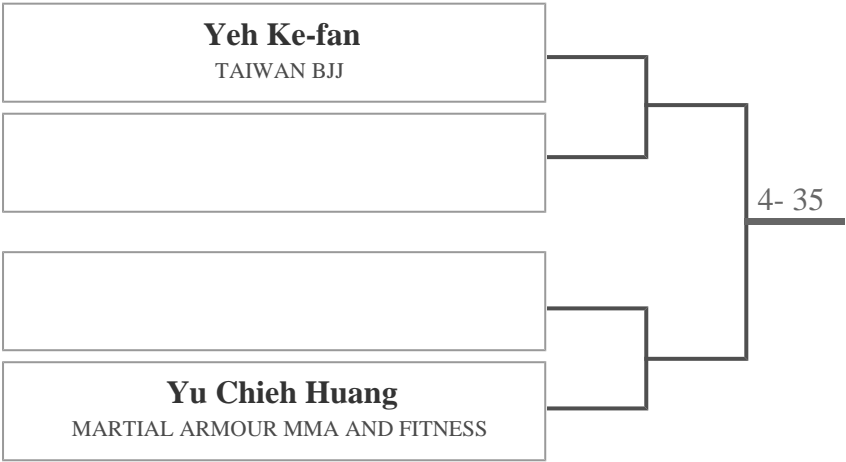 Yeh Ke-fan
TAIWAN BJJ
4- 35
Yu Chieh Huang
MARTIAL ARMOUR MMA AND FITNESS